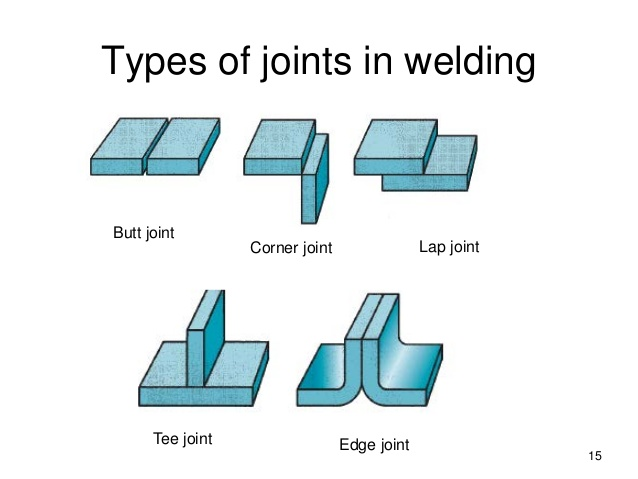 Types of joints in welding
Butt joint
Corner joint
Lap joint
Tee joint
Edge joint
15